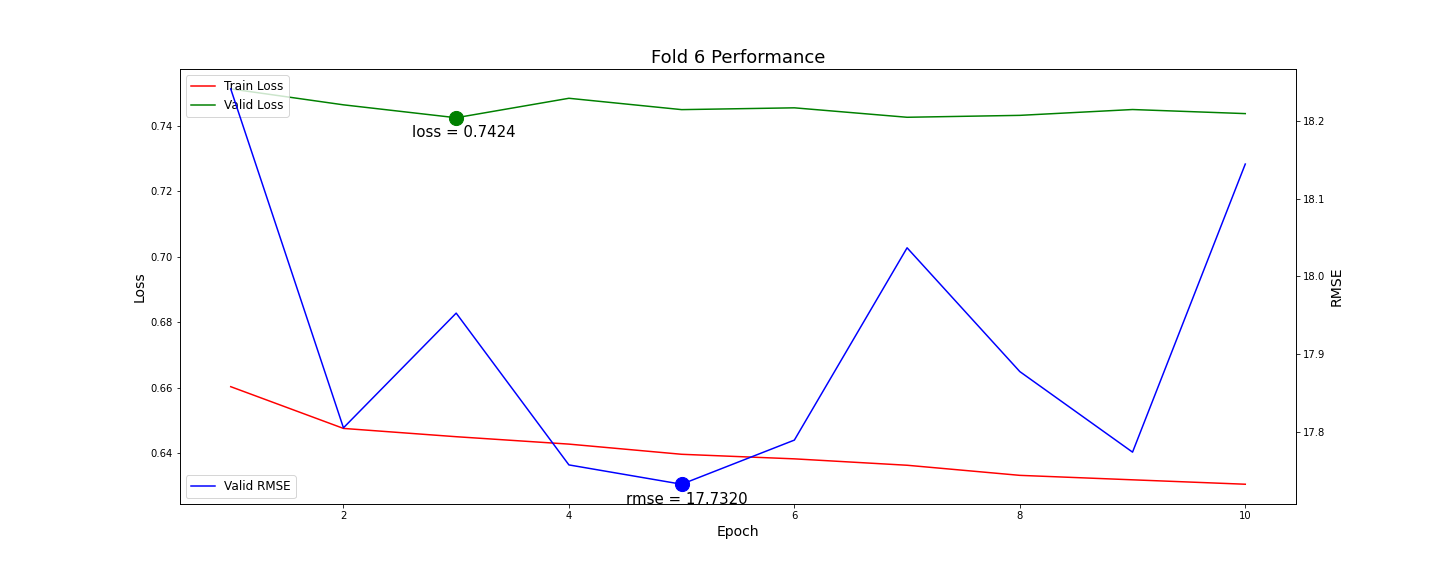 Fold 6 Performance
Train Loss
Valid Loss
loss = 0.7424
0.74
0.72
0.70
0.68
0.66
0.64
Loss
18.2
18.1
18.0
17.9
17.8
RMSE
Valid RMSE
rmse = 17.7320
2 4 6 8 10
Epoch